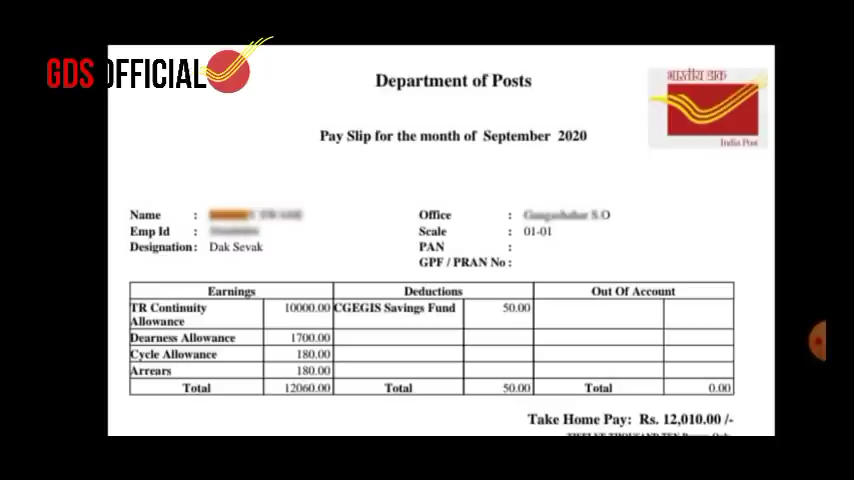 GDS OFFICIAL
Department of Posts
भारतीय डाक
India Post
Pay Slip for the month of September 2020
Name :
Office : S.O
Emp Id :
Scale : 01-01
Designation : Dak Sevak
PAN :
GPF / PRAN No :
Earnings Deductions Out Of Account
TR Continuity Allowance 10000.00 CGEGIS Savings Fund 50.00
Dearness Allowance 1700.00
Cycle Allowance 180.00
Arrears 180.00
Total 12060.00 Total 50.00 Total 0.00
Take Home Pay: Rs. 12,010.00 /-